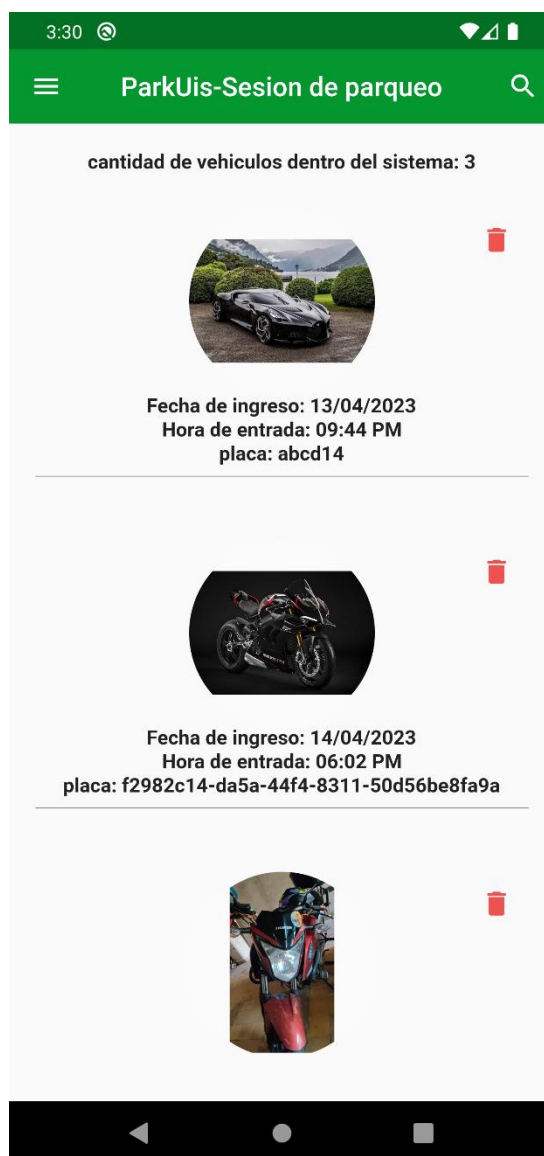 3:30
ParkUis-Sesion de parqueo
cantidad de vehiculos dentro del sistema: 3
Fecha de ingreso: 13/04/2023
Hora de entrada: 09:44 PM
placa: abcd14
Fecha de ingreso: 14/04/2023
Hora de entrada: 06:02 PM
placa: f2982c14-da5a-44f4-8311-50d56be8fa9a